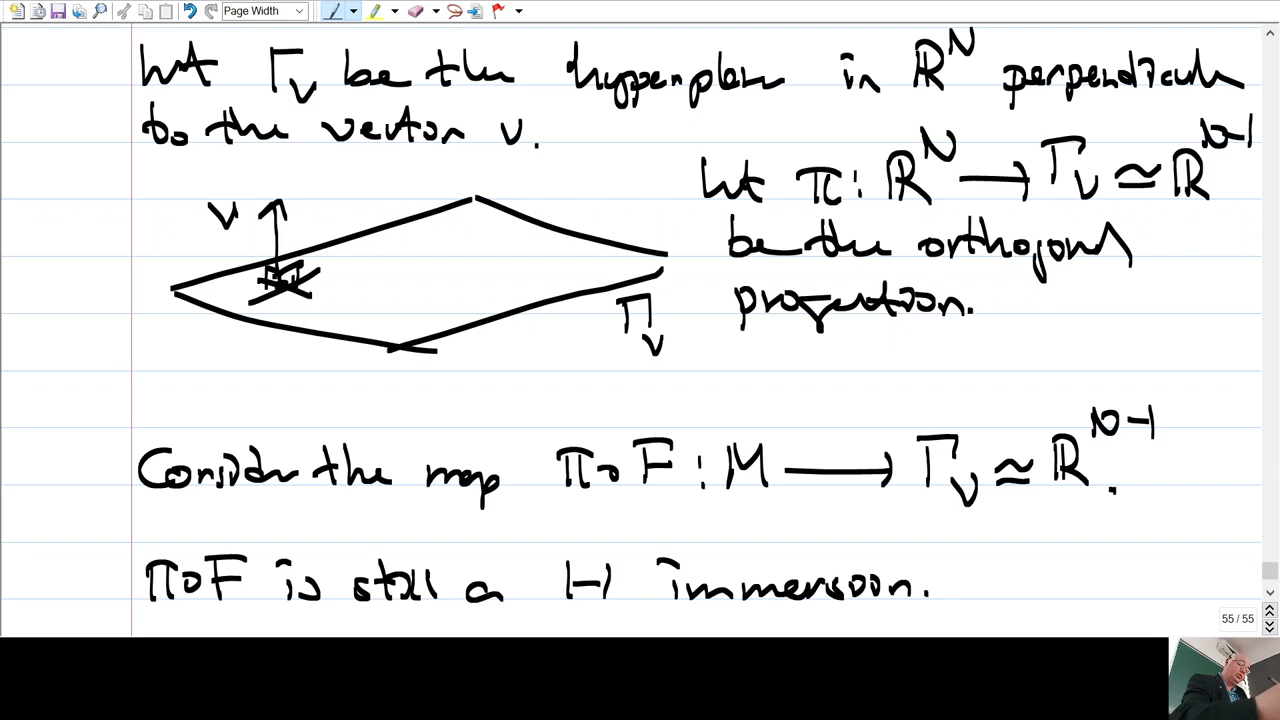 Page Width
Let Γ_v be the hyperplane in ℝ^N perpendicular
to the vector v.
Let π : ℝ^N ⟶ Γ_v ≃ ℝ^{N-1}
be the orthogonal
projection.
v
Γ_v
Consider the map π∘F : M ⟶ Γ_v ≃ ℝ^{N-1}.
π∘F is still a 1-1 immersion.
55 / 55